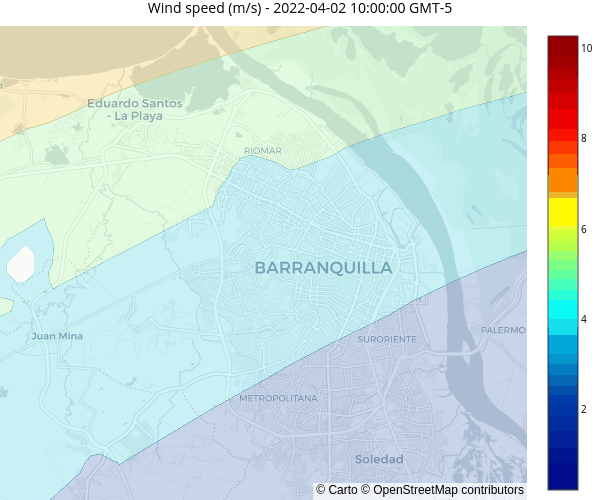 Wind speed (m/s) - 2022-04-02 10:00:00 GMT-5
10
8
6
4
2
Eduardo Santos
- La Playa
RIOMAR
BARRANQUILLA
Juan Mina
SURORIENTE
PALERMO
METROPOLITANA
Soledad
© Carto © OpenStreetMap contributors